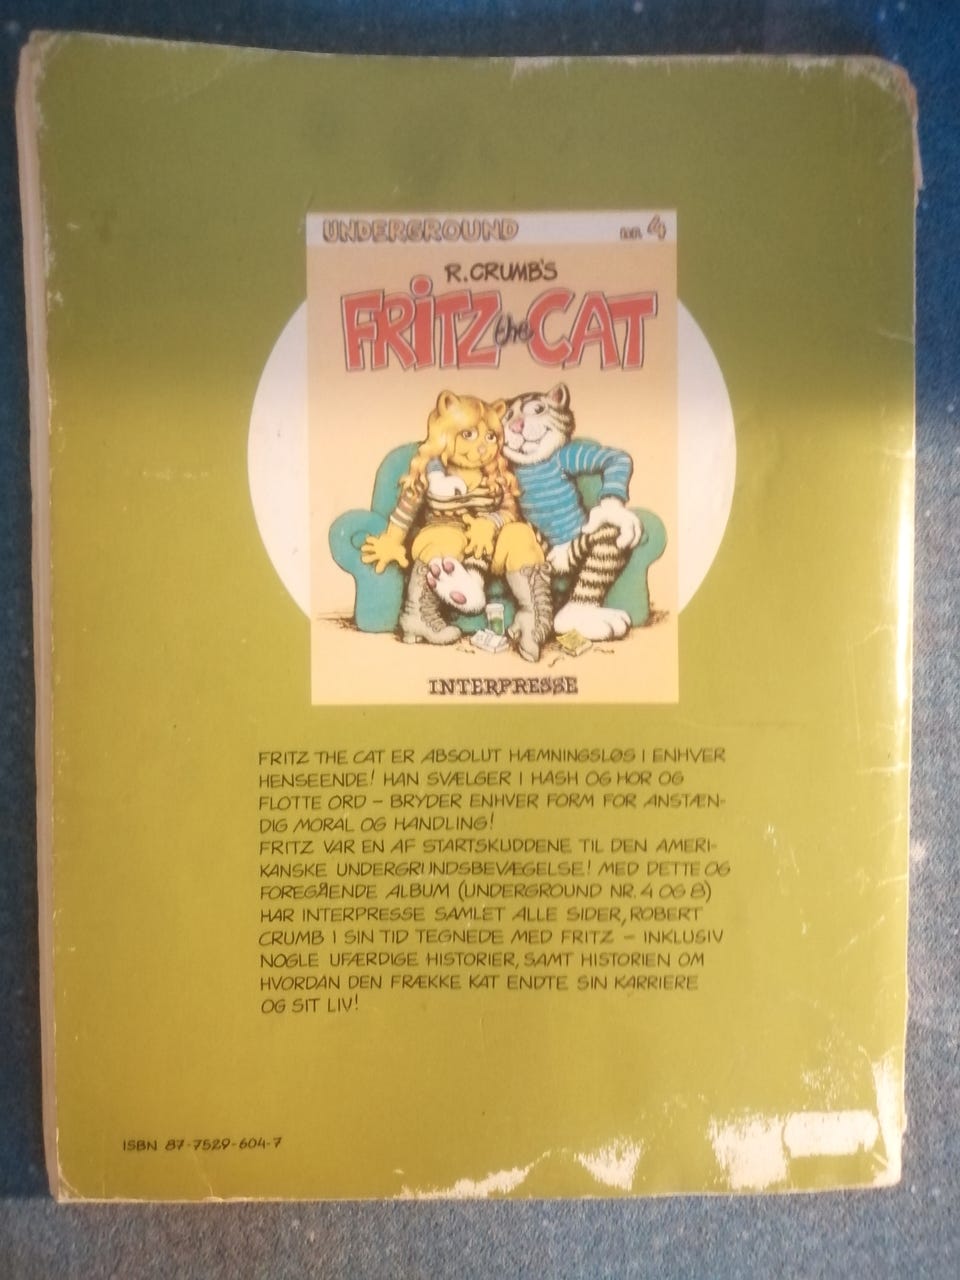 UNDERGROUND nr. 4
R. CRUMB'S
FRITZ the CAT
INTERPRESSE
FRITZ THE CAT ER ABSOLUT HÆMNINGSLØS I ENHVER
HENSEENDE! HAN SVÆLGER I HASH OG HOR OG
FLOTTE ORD – BRYDER ENHVER FORM FOR ANSTÆN-
DIG MORAL OG HANDLING!
FRITZ VAR EN AF STARTSKUDDENE TIL DEN AMERI-
KANSKE UNDERGRUNDSBEVÆGELSE! MED DETTE OG
FOREGÅENDE ALBUM (UNDERGROUND NR. 4 OG 8)
HAR INTERPRESSE SAMLET ALLE SIDER, ROBERT
CRUMB I SIN TID TEGNEDE MED FRITZ – INKLUSIV
NOGLE UFÆRDIGE HISTORIER, SAMT HISTORIEN OM
HVORDAN DEN FRÆKKE KAT ENDTE SIN KARRIERE
OG SIT LIV!
ISBN 87-7529-604-7